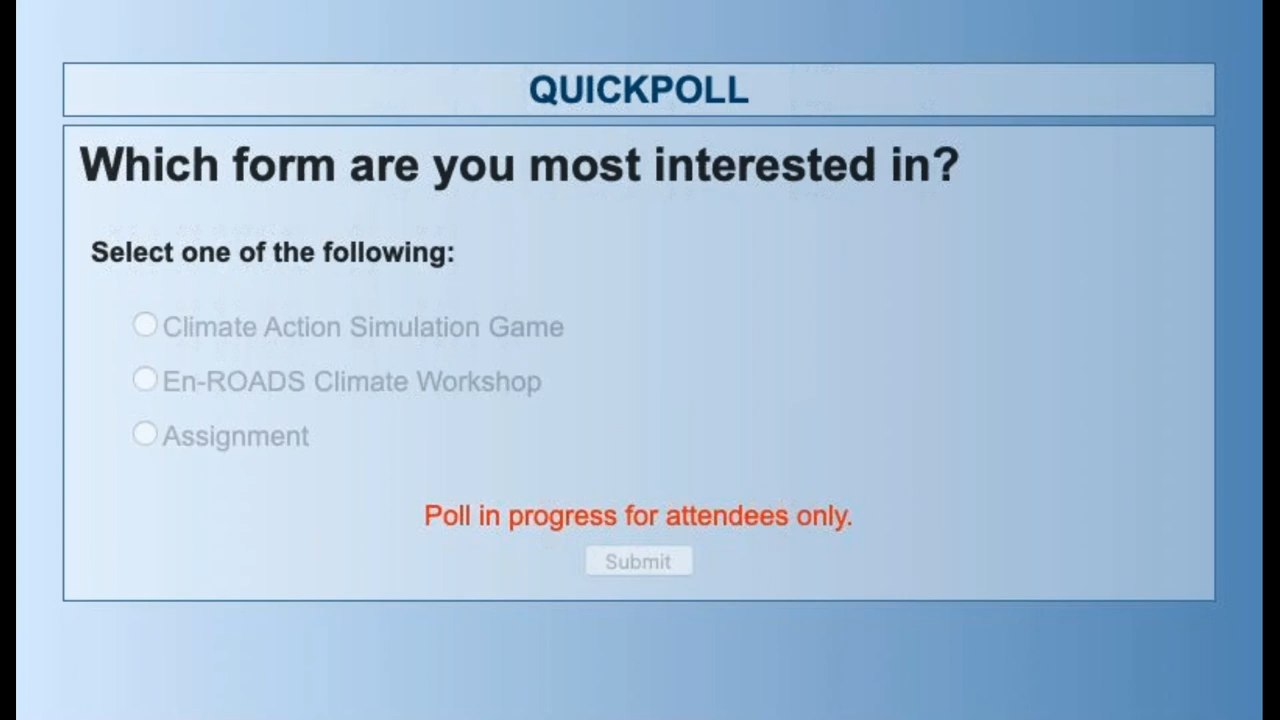 QUICKPOLL
Which form are you most interested in?
Select one of the following:
Climate Action Simulation Game
En-ROADS Climate Workshop
Assignment
Poll in progress for attendees only.
Submit